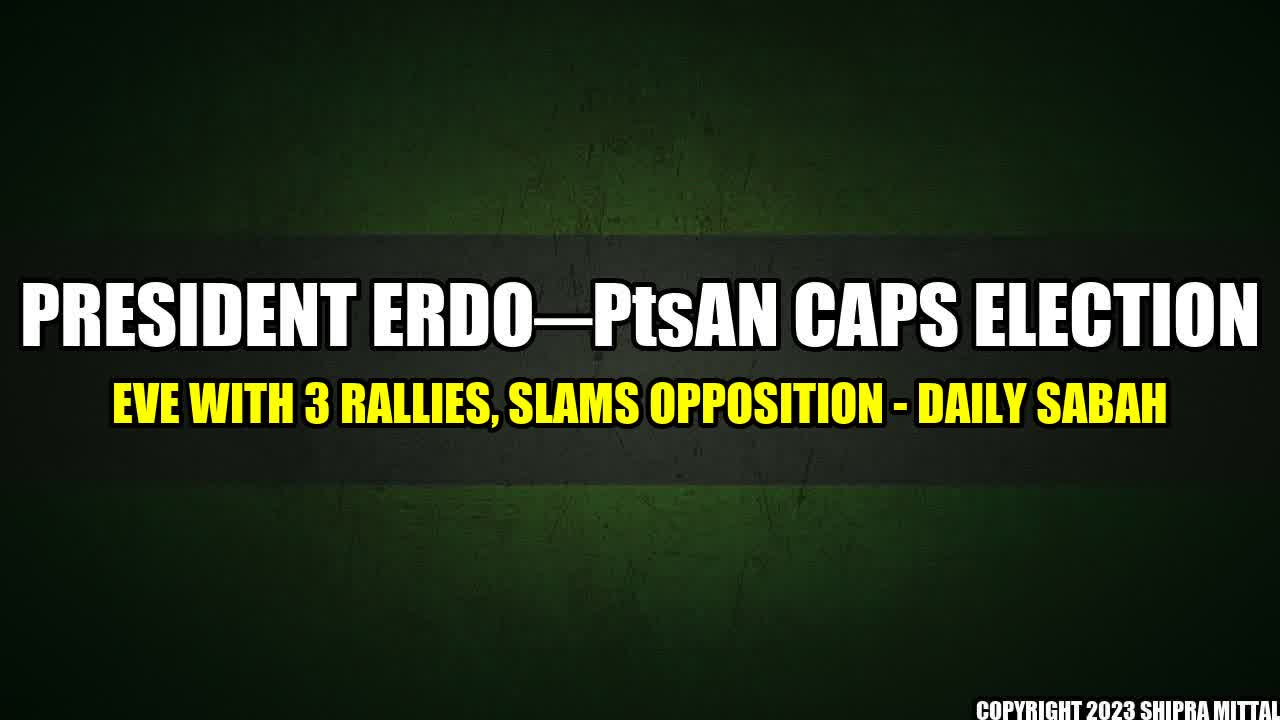 PRESIDENT ERDO—PtsAN CAPS ELECTION
EVE WITH 3 RALLIES, SLAMS OPPOSITION - DAILY SABAH
COPYRIGHT 2023 SHIPRA MITTAL